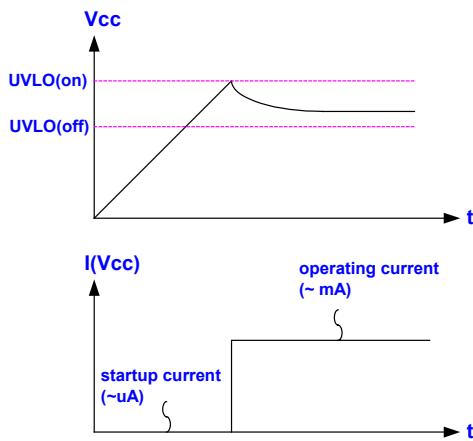 Vcc
UVLO(on)
UVLO(off)
t
I(Vcc)
operating current
(~ mA)
startup current
(~uA)
t